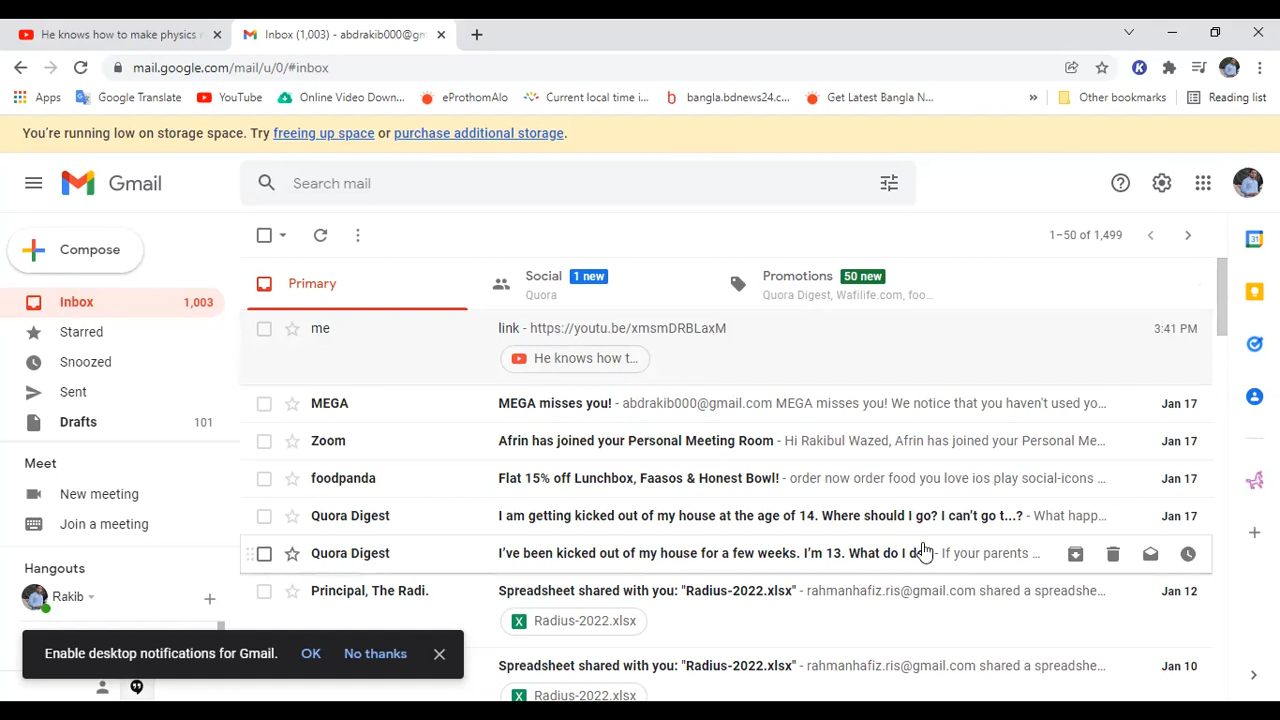 He knows how to make physics
Inbox (1,003) - abdrakib000@gm
mail.google.com/mail/u/0/#inbox
Apps
Google Translate
YouTube
Online Video Down...
eProthomAlo
Current local time i...
bangla.bdnews24.c...
Get Latest Bangla N...
»
Other bookmarks
Reading list
You're running low on storage space. Try freeing up space or purchase additional storage.
Gmail
Search mail
Compose
1–50 of 1,499
Primary
Social 1 new
Quora
Promotions 50 new
Quora Digest, Wafilife.com, foo...
Inbox 1,003
Starred
Snoozed
Sent
Drafts 101
me link - https://youtu.be/xmsmDRBLaxM 3:41 PM
He knows how t...
MEGA MEGA misses you! - abdrakib000@gmail.com MEGA misses you! We notice that you haven't used yo... Jan 17
Zoom Afrin has joined your Personal Meeting Room - Hi Rakibul Wazed, Afrin has joined your Personal Me... Jan 17
foodpanda Flat 15% off Lunchbox, Faasos & Honest Bowl! - order now order food you love ios play social-icons ... Jan 17
Quora Digest I am getting kicked out of my house at the age of 14. Where should I go? I can't go t...? - What happ... Jan 17
Quora Digest I've been kicked out of my house for a few weeks. I'm 13. What do I - If your parents ...
Principal, The Radi. Spreadsheet shared with you: "Radius-2022.xlsx" - rahmanhafiz.ris@gmail.com shared a spreadshe... Jan 12
Radius-2022.xlsx
Spreadsheet shared with you: "Radius-2022.xlsx" - rahmanhafiz.ris@gmail.com shared a spreadshe... Jan 10
Radius-2022.xlsx
Meet
New meeting
Join a meeting
Hangouts
Rakib
Enable desktop notifications for Gmail. OK No thanks